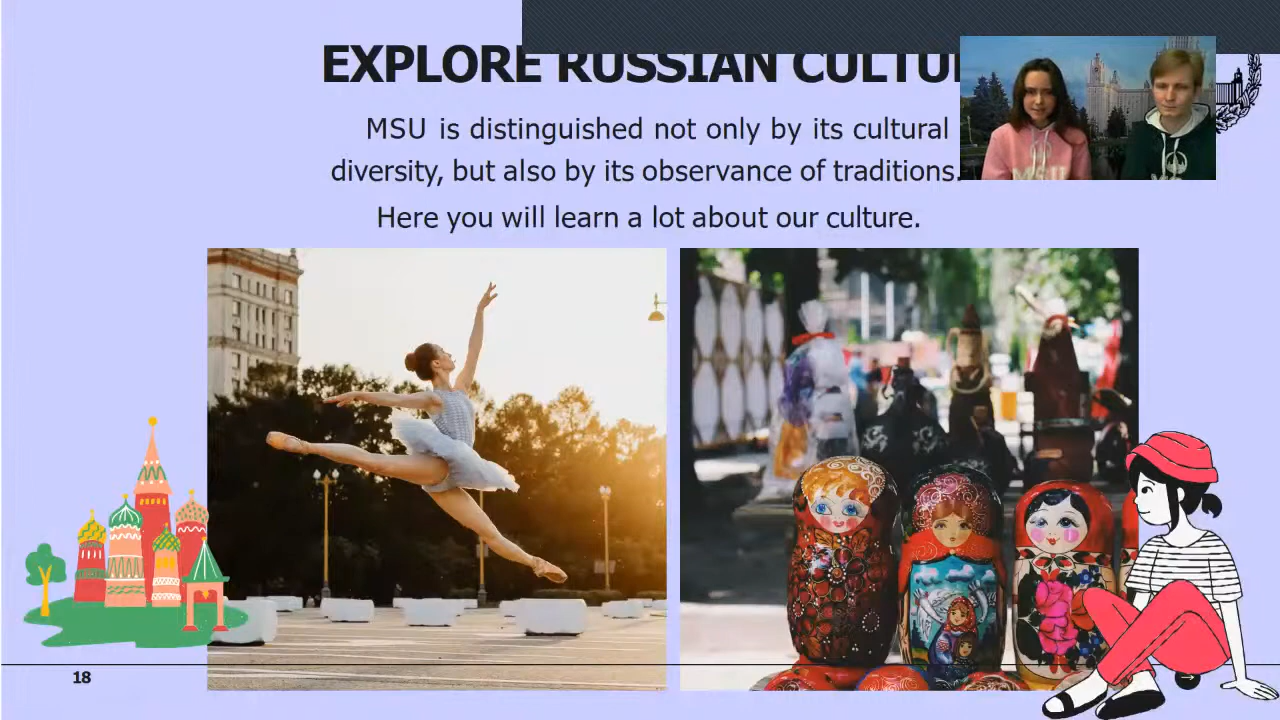 EXPLORE RUSSIAN CULTU
MSU is distinguished not only by its cultural
diversity, but also by its observance of traditions.
Here you will learn a lot about our culture.
18